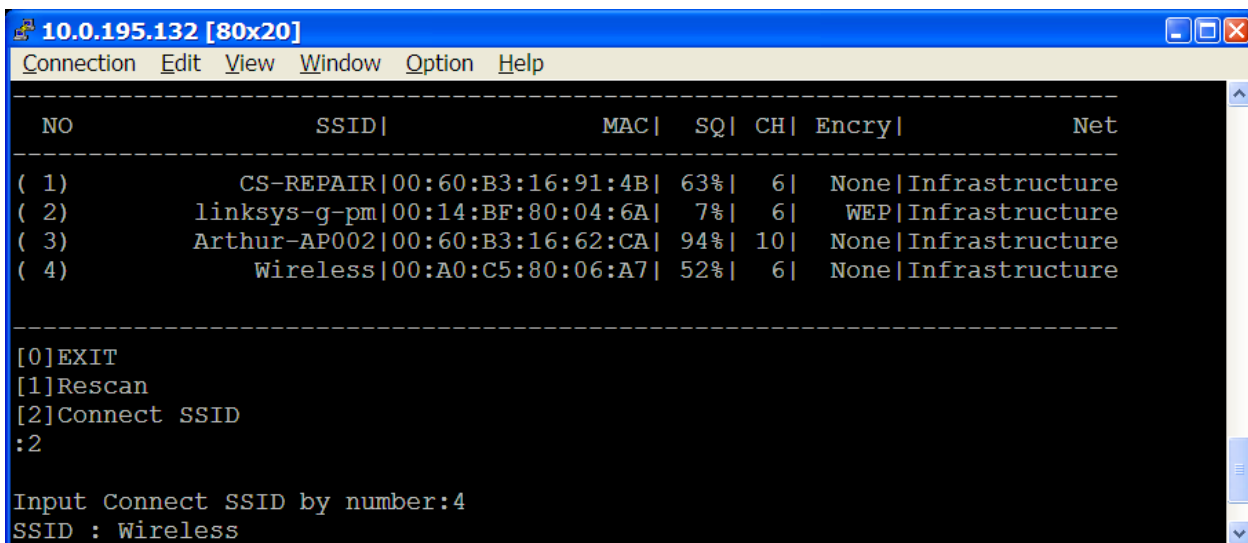 10.0.195.132 [80x20]
Connection Edit View Window Option Help
------------------------------------------------------------------------
NO SSID| MAC| SQ| CH| Encry| Net
------------------------------------------------------------------------
( 1) CS-REPAIR|00:60:B3:16:91:4B| 63%| 6| None|Infrastructure
( 2) linksys-g-pm|00:14:BF:80:04:6A| 7%| 6| WEP|Infrastructure
( 3) Arthur-AP002|00:60:B3:16:62:CA| 94%| 10| None|Infrastructure
( 4) Wireless|00:A0:C5:80:06:A7| 52%| 6| None|Infrastructure
------------------------------------------------------------------------
[0]EXIT
[1]Rescan
[2]Connect SSID
:2
Input Connect SSID by number:4
SSID : Wireless